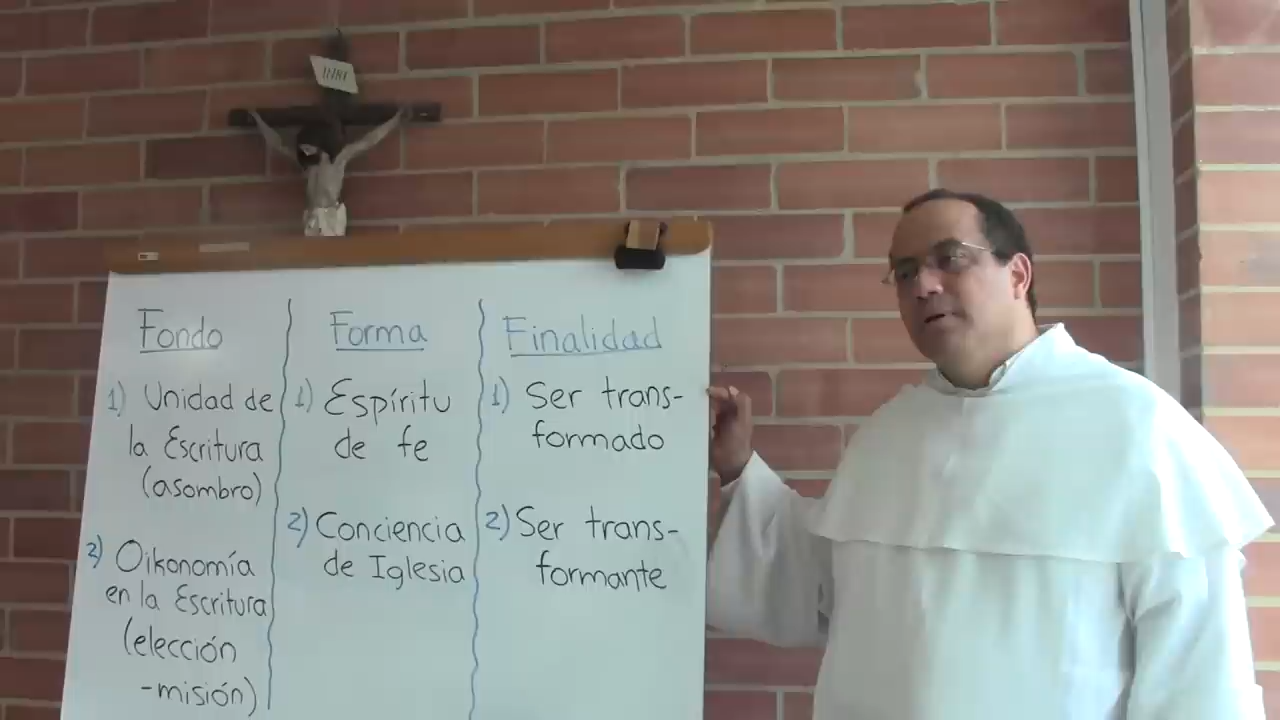 INRI
Fondo
1) Unidad de
la Escritura
(asombro)
2) Oikonomía
en la Escritura
(elección
-misión)
Forma
1) Espíritu
de fe
2) Conciencia
de Iglesia
Finalidad
1) Ser trans-
formado
2) Ser trans-
formante